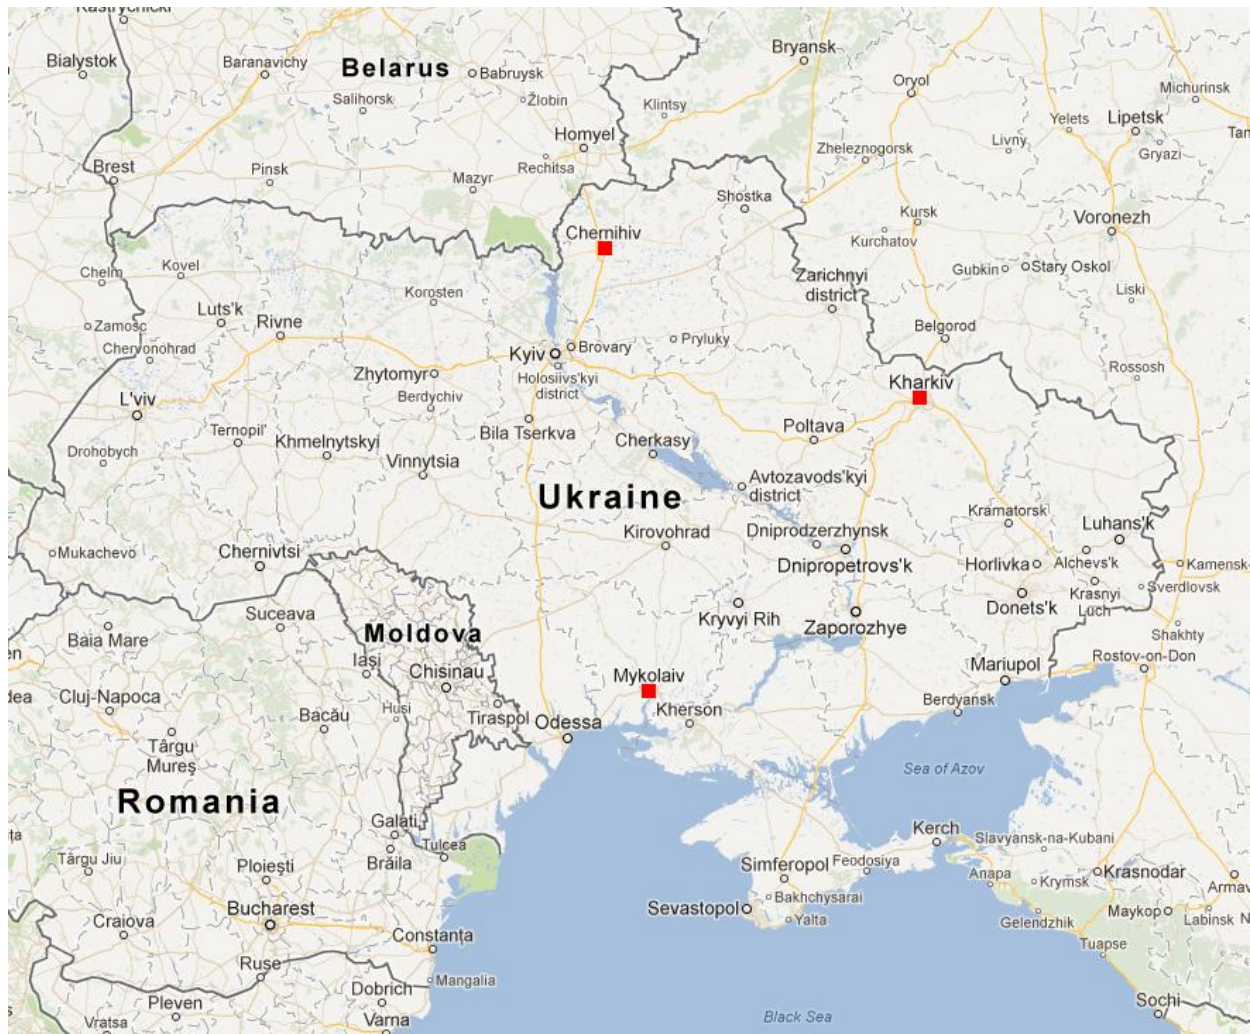 Kastrychnicki
Bialystok
Baranavichy
Belarus
Babruysk
Salihorsk
Žlobin
Klintsy
Bryansk
Oryol
Michurinsk
Yelets
Lipetsk
Livny
Gryazi
Homyel
Rechitsa
Brest
Pinsk
Mazyr
Zheleznogorsk
Shostka
Kursk
Voronezh
Chernihiv
Kurchatov
Chelm
Kovel
Gubkin
Stary Oskol
Zarichnyi
district
Korosten
Liski
Luts'k
Rivne
Zamosc
Belgorod
Chervonohrad
Kyiv
Brovary
Pryluky
Rossosh
Zhytomyr
Holosiivs'kyi
district
Kharkiv
L'viv
Berdychiv
Ternopil'
Khmelnytskyi
Bila Tserkva
Cherkasy
Poltava
Drohobych
Vinnytsia
Avtozavods'kyi
district
Ukraine
Kramatorsk
Luhans'k
Kirovohrad
Dniprodzerzhynsk
Mukachevo
Chernivtsi
Dnipropetrovs'k
Horlivka
Alchevs'k
Kamensk
Sverdlovsk
Krasnyi
Luch
Donets'k
Suceava
Kryvyi Rih
Zaporozhye
Baia Mare
Moldova
Shakhty
Iași
Chisinau
Mykolaiv
Mariupol
Rostov-on-Don
Cluj-Napoca
Husi
Bacău
Tiraspol
Odessa
Kherson
Berdyansk
Târgu
Mureş
Sea of Azov
Romania
Galati
Kerch
Slavyansk-na-Kubani
Tulcea
Târgu Jiu
Ploiești
Brăila
Simferopol
Feodosiya
Anapa
Krymsk
Krasnodar
Armav
Bucharest
Sevastopol
Bakhchysarai
Yalta
Craiova
Gelendzhik
Maykop
Labinsk
Constanța
Tuapse
Ruse
Mangalia
Dobrich
Pleven
Sochi
Vratsa
Varna
Black Sea